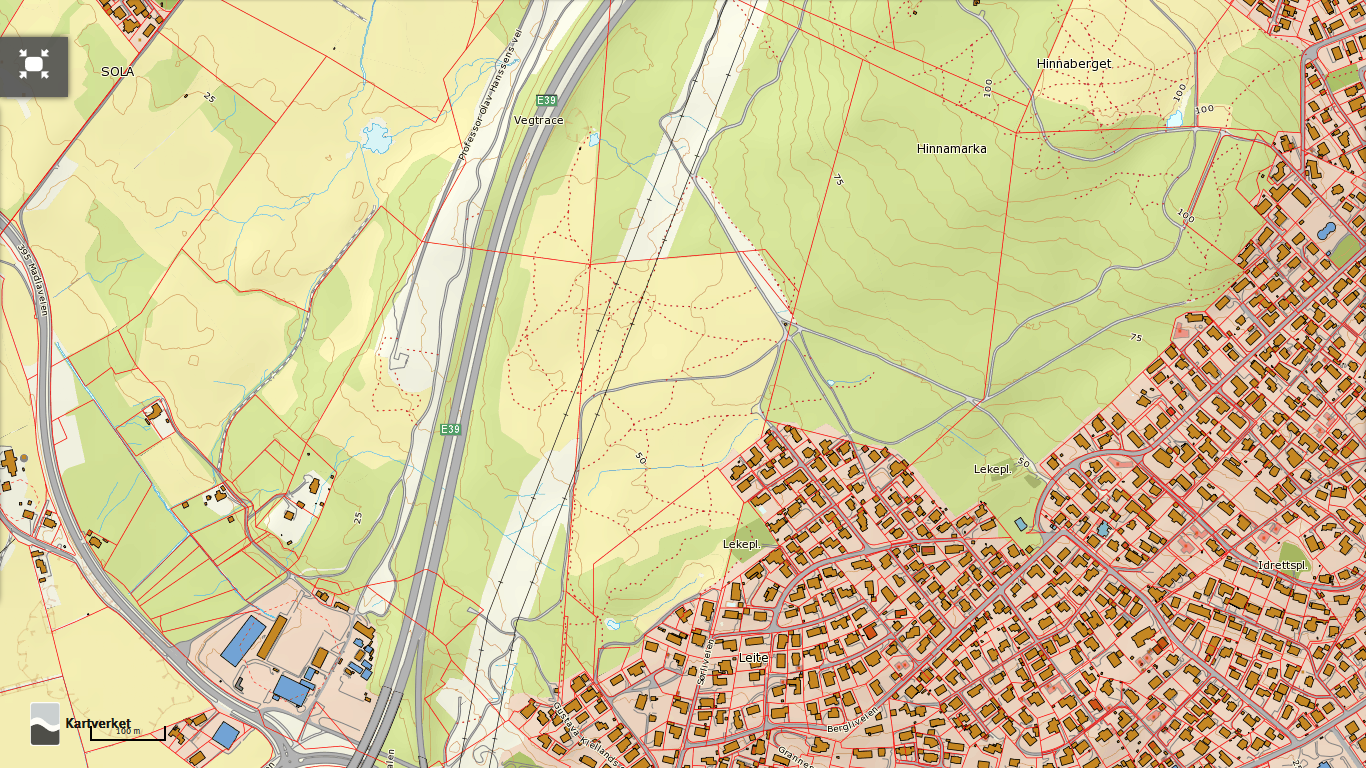 SOLA
25
Professor Olav Hanssens vei
E39
Vegtrace
Hinnaberget
100
100
100
Hinnamarka
75
100
395 Madlaveien
75
E39
50
50
Lekepl.
25
Lekepl.
Idrettspl.
Leite
Bergliveien
Kartverket
100 m